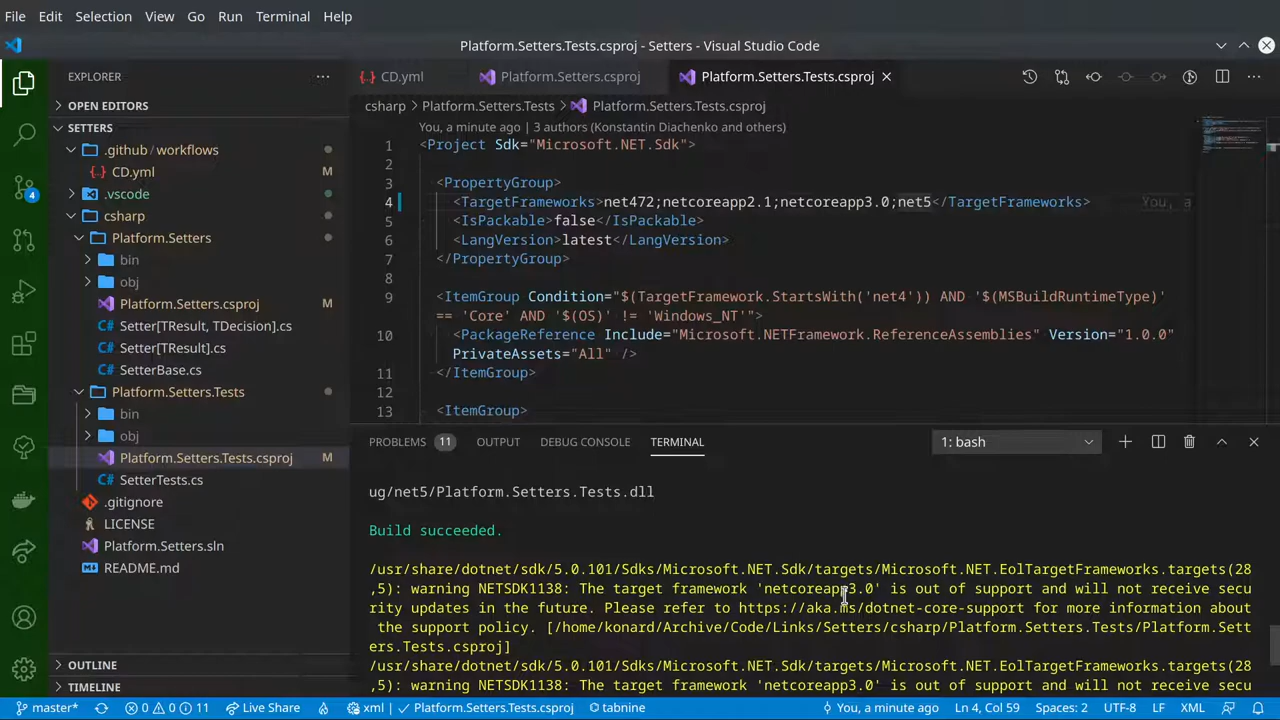 File Edit Selection View Go Run Terminal Help
Platform.Setters.Tests.csproj - Setters - Visual Studio Code
EXPLORER
OPEN EDITORS
SETTERS
.github / workflows
CD.yml M
.vscode
csharp
Platform.Setters
bin
obj
Platform.Setters.csproj M
Setter[TResult, TDecision].cs
Setter[TResult].cs
SetterBase.cs
Platform.Setters.Tests
bin
obj
Platform.Setters.Tests.csproj M
SetterTests.cs
.gitignore
LICENSE
Platform.Setters.sln
README.md
OUTLINE
TIMELINE
4
CD.yml Platform.Setters.csproj Platform.Setters.Tests.csproj
csharp > Platform.Setters.Tests > Platform.Setters.Tests.csproj
You, a minute ago | 3 authors (Konstantin Diachenko and others)
1 <Project Sdk="Microsoft.NET.Sdk">
2
3 <PropertyGroup>
4 <TargetFrameworks>net472;netcoreapp2.1;netcoreapp3.0;net5</TargetFrameworks> You, a
5 <IsPackable>false</IsPackable>
6 <LangVersion>latest</LangVersion>
7 </PropertyGroup>
8
9 <ItemGroup Condition="$(TargetFramework.StartsWith('net4')) AND '$(MSBuildRuntimeType)'
== 'Core' AND '$(OS)' != 'Windows_NT'">
10 <PackageReference Include="Microsoft.NETFramework.ReferenceAssemblies" Version="1.0.0"
PrivateAssets="All" />
11 </ItemGroup>
12
13 <ItemGroup>
PROBLEMS 11 OUTPUT DEBUG CONSOLE TERMINAL 1: bash
ug/net5/Platform.Setters.Tests.dll
Build succeeded.
/usr/share/dotnet/sdk/5.0.101/Sdks/Microsoft.NET.Sdk/targets/Microsoft.NET.EolTargetFrameworks.targets(28
,5): warning NETSDK1138: The target framework 'netcoreapp3.0' is out of support and will not receive secu
rity updates in the future. Please refer to https://aka.ms/dotnet-core-support for more information about
the support policy. [/home/konard/Archive/Code/Links/Setters/csharp/Platform.Setters.Tests/Platform.Sett
ers.Tests.csproj]
/usr/share/dotnet/sdk/5.0.101/Sdks/Microsoft.NET.Sdk/targets/Microsoft.NET.EolTargetFrameworks.targets(28
,5): warning NETSDK1138: The target framework 'netcoreapp3.0' is out of support and will not receive secu
master* 0 0 11 Live Share xml | Platform.Setters.Tests.csproj tabnine You, a minute ago Ln 4, Col 59 Spaces: 2 UTF-8 LF XML